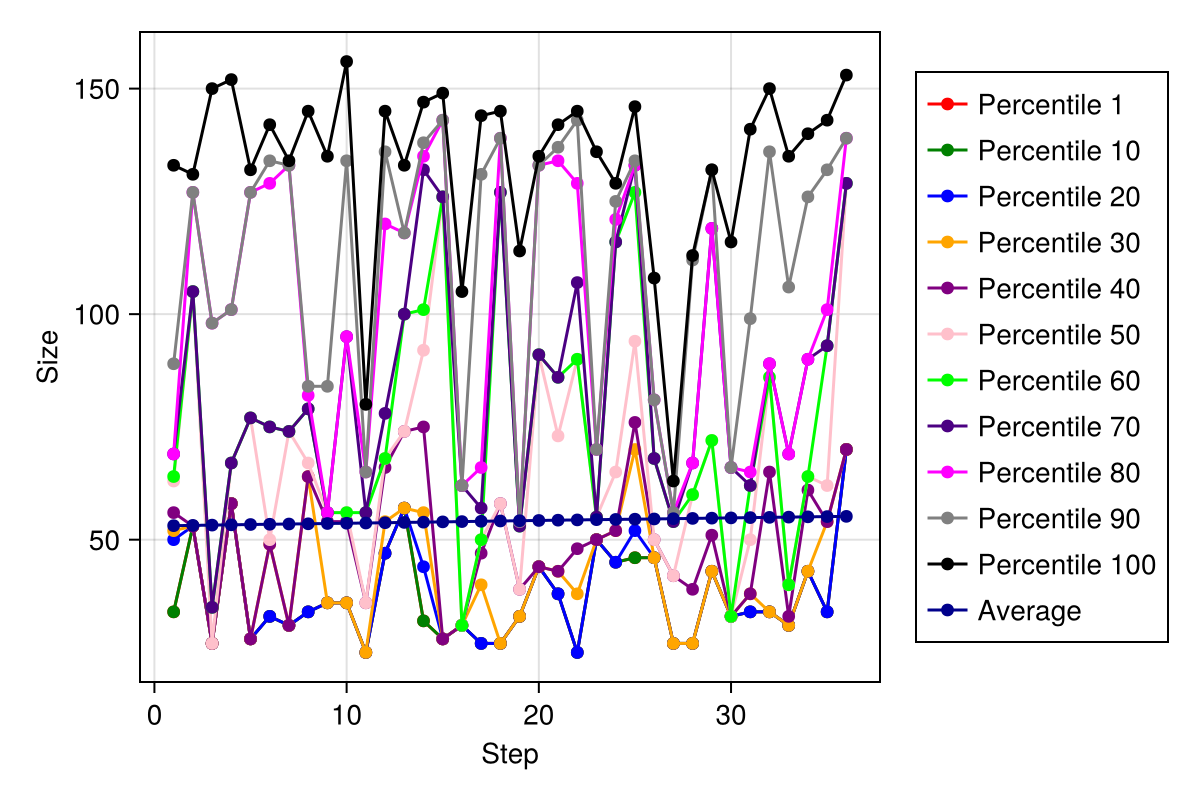 150
100
50
Size
0
10
20
30
Step
Percentile 1
Percentile 10
Percentile 20
Percentile 30
Percentile 40
Percentile 50
Percentile 60
Percentile 70
Percentile 80
Percentile 90
Percentile 100
Average